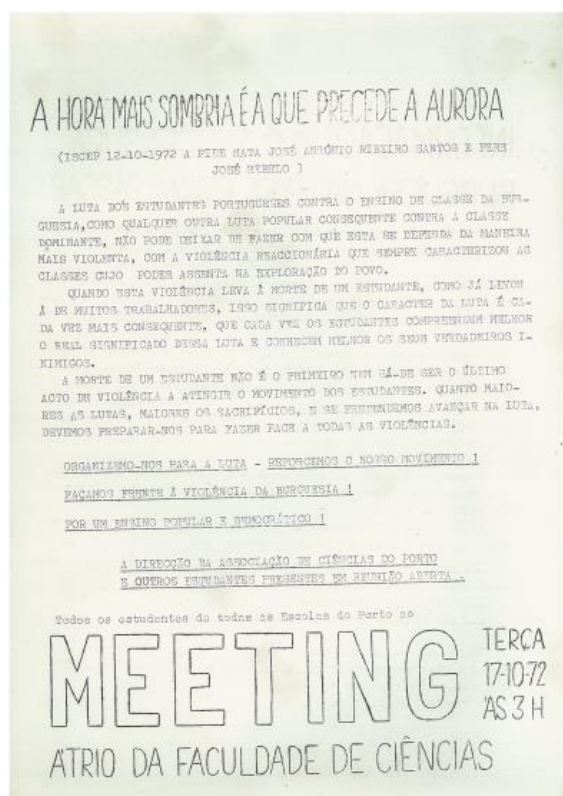 A HORA MAIS SOMBRIA É A QUE PRECEDE A AURORA
(ISCEF 12-10-1972 A PIDE MATA JOSÉ ANTÓNIO RIBEIRO SANTOS E FERE
JOSÉ REBELO )
A LUTA DOS ESTUDANTES PORTUGUESES CONTRA O ENSINO DE CLASSE DA BUR-
GUESIA,COMO QUALQUER OUTRA LUTA POPULAR CONSEQUENTE CONTRA A CLASSE
DOMINANTE, NÃO PODE DEIXAR DE FAZER COM QUE ESTA SE DEFENDA DA MANEIRA
MAIS VIOLENTA, COM A VIOLÊNCIA REACCIONÁRIA QUE SEMPRE CARACTERIZOU AS
CLASSES CUJO PODER ASSENTA NA EXPLORAÇÃO DO POVO.
QUANDO ESTA VIOLÊNCIA LEVA À MORTE DE UM ESTUDANTE, COMO JÁ LEVOU
À DE MUITOS TRABALHADORES, ISSO SIGNIFICA QUE O CARACTER DA LUTA É CA-
DA VEZ MAIS CONSEQUENTE, QUE CADA VEZ OS ESTUDANTES COMPREENDEM MELHOR
O REAL SIGNIFICADO DESSA LUTA E CONHECEM MELHOR OS SEUS VERDADEIROS I-
NIMIGOS.
A MORTE DE UM ESTUDANTE NÃO É O PRIMEIRO NEM HÁ-DE SER O ÚLTIMO
ACTO DE VIOLÊNCIA A ATINGIR O MOVIMENTO DOS ESTUDANTES. QUANTO MAIO-
RES AS LUTAS, MAIORES OS SACRIFÍCIOS, E SE PRETENDEMOS AVANÇAR NA LUTA,
DEVEMOS PREPARAR-NOS PARA FAZER FACE A TODAS AS VIOLÊNCIAS.
ORGANIZEMO-NOS PARA A LUTA - REFORCEMOS O NOSSO MOVIMENTO !
FAÇAMOS FRENTE À VIOLÊNCIA DA BURGUESIA !
POR UM ENSINO POPULAR E DEMOCRÁTICO !
A DIRECÇÃO DA ASSOCIAÇÃO DE CIÊNCIAS DO PORTO
E OUTROS ESTUDANTES PRESENTES EM REUNIÃO ABERTA .
Todos os estudantes de todas as Escolas do Porto ao
MEETING
TERÇA
17-10-72
ÀS 3 H
ÁTRIO DA FACULDADE DE CIÊNCIAS